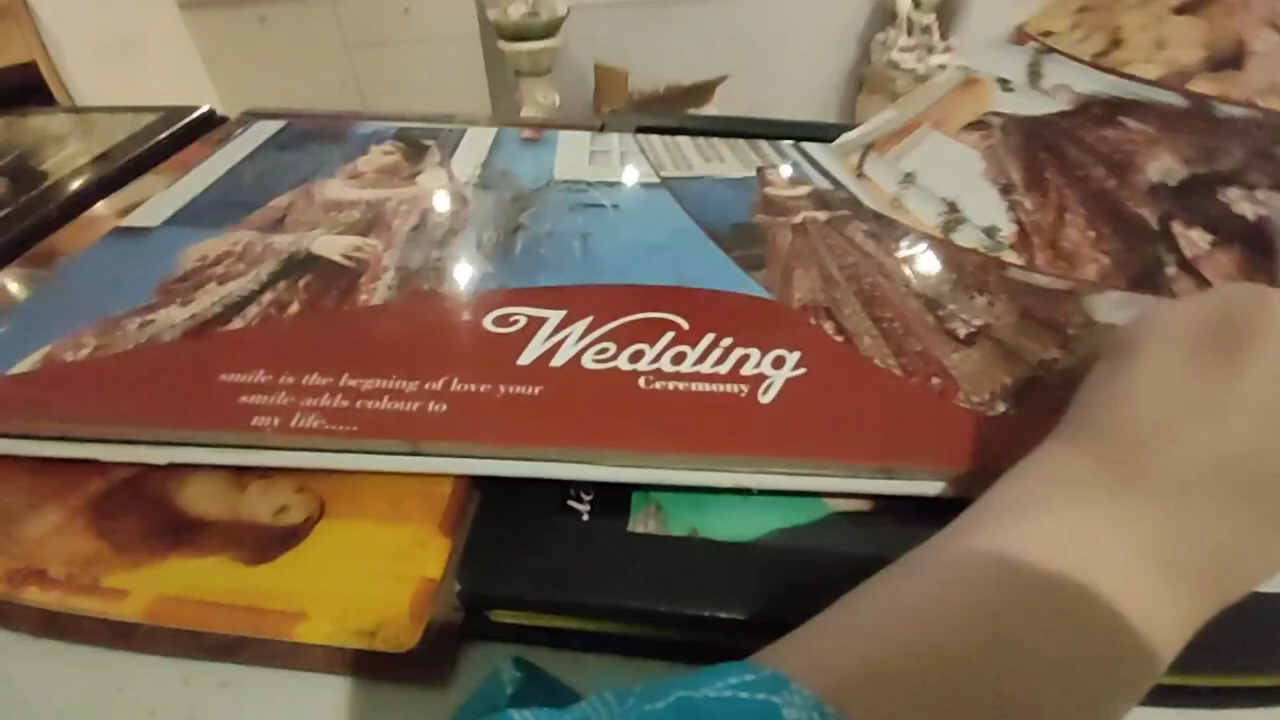 Wedding
Ceremony
smile is the begning of love your
smile adds colour to
my life.....